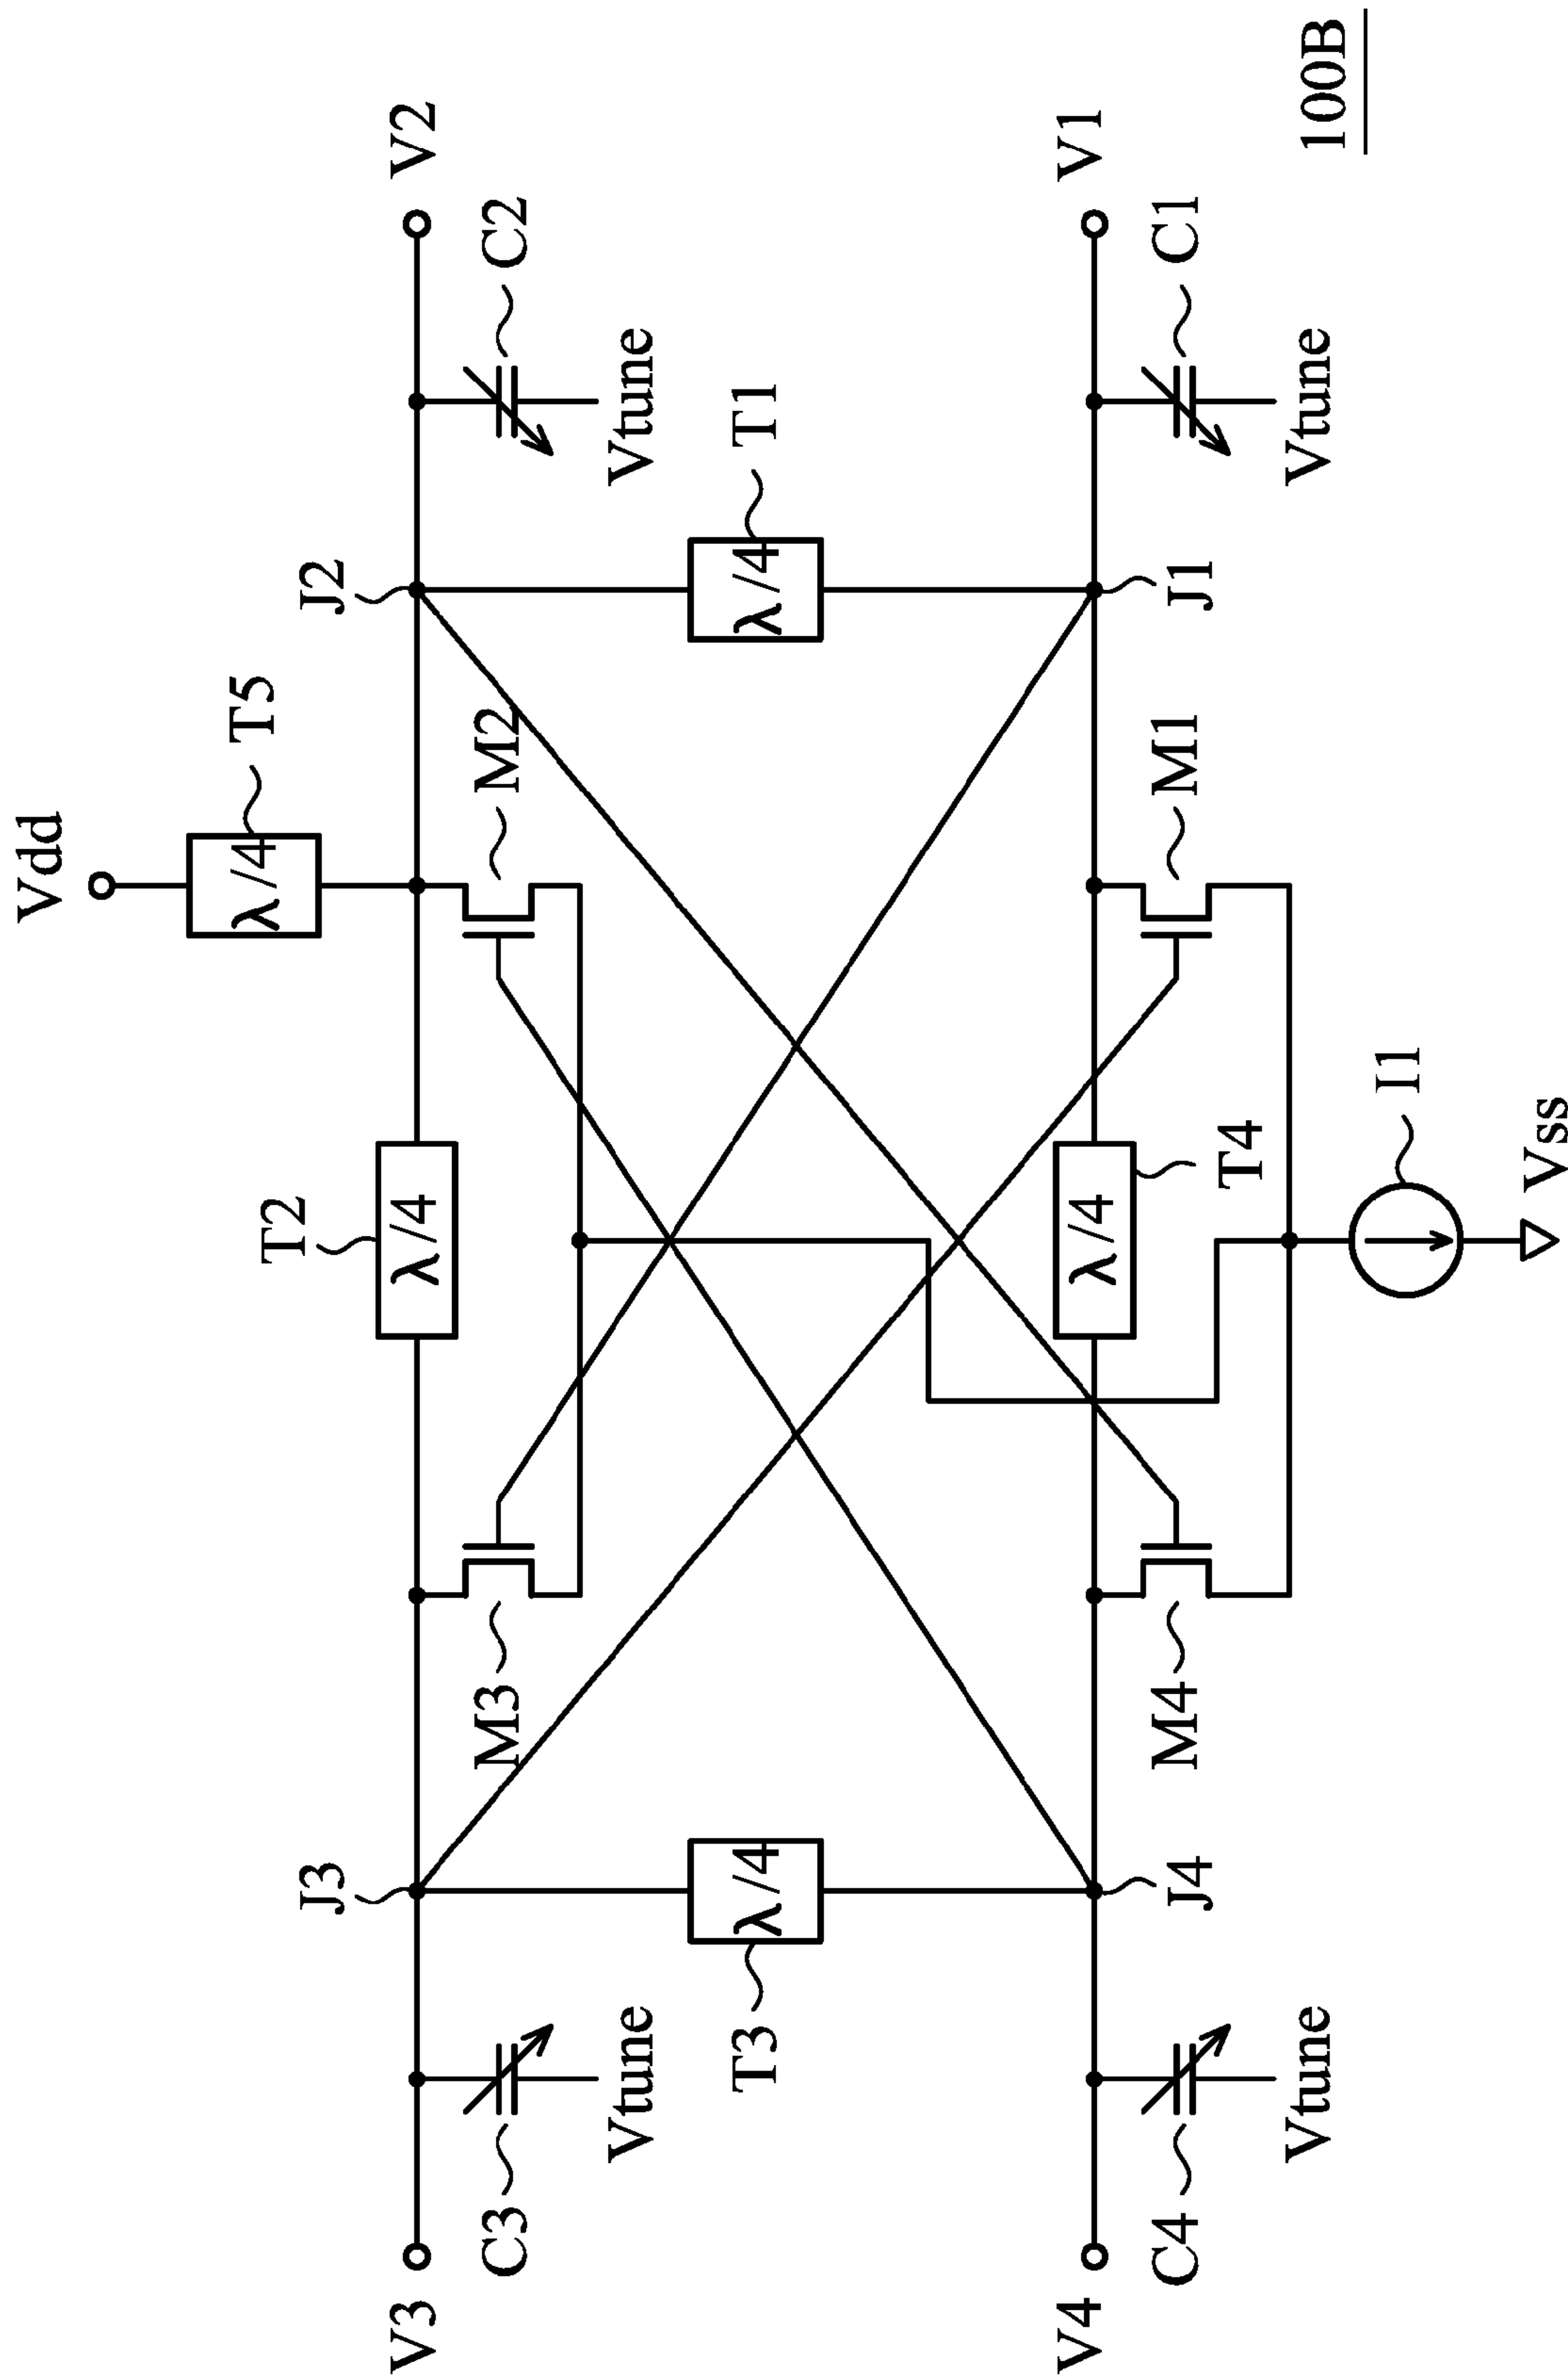 Vdd
T5
λ/4
J3
T2
J2
V3
V2
λ/4
C3
M3
M2
C2
Vtune
Vtune
T3
λ/4
λ/4
T1
V4
V1
λ/4
C4
M4
M1
C1
J4
T4
J1
Vtune
Vtune
I1
Vss
100B